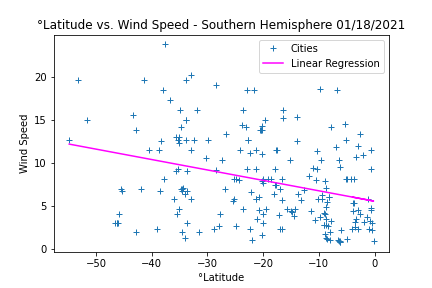 °Latitude vs. Wind Speed - Southern Hemisphere 01/18/2021
Cities
Linear Regression
Wind Speed
20
15
10
5
0
−50
−40
−30
−20
−10
0
°Latitude